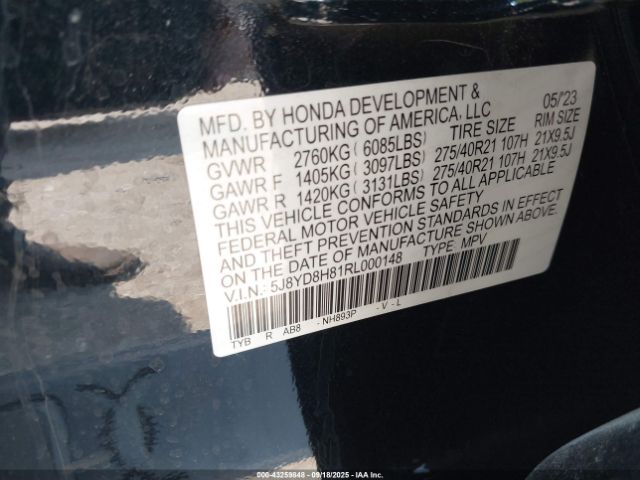 MFD. BY HONDA DEVELOPMENT & 05/'23
MANUFACTURING OF AMERICA, LLC RIM SIZE
GVWR 2760KG (6085LBS) TIRE SIZE
GAWR F 1405KG (3097LBS) 275/40R21 107H 21X9.5J
GAWR R 1420KG (3131LBS) 275/40R21 107H 21X9.5J
THIS VEHICLE CONFORMS TO ALL APPLICABLE
FEDERAL MOTOR VEHICLE SAFETY
AND THEFT PREVENTION STANDARDS IN EFFECT
ON THE DATE OF MANUFACTURE SHOWN ABOVE.
V.I.N.: 5J8YD8H81RL000148 TYPE MPV
TYB R AB8 -NH893P -V-L
000-43259848 - 09/18/2025 - IAAI INC.